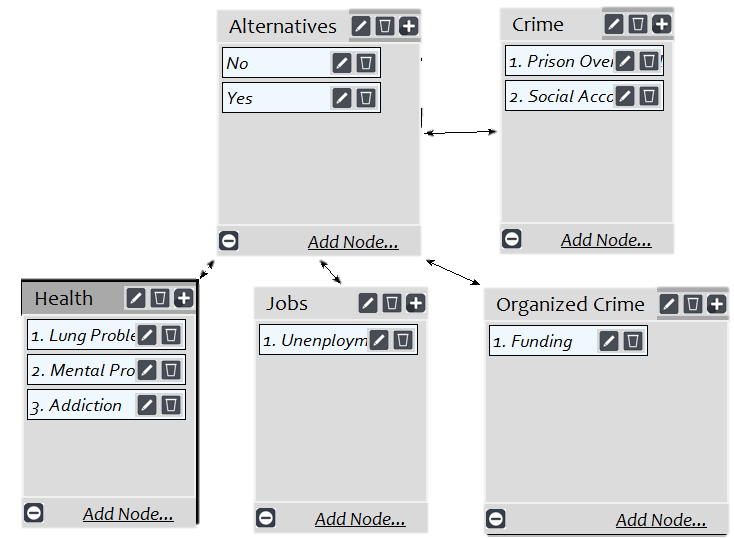 Alternatives
No
Yes
Add Node...
Crime
1. Prison Over
2. Social Acco
Add Node...
Health
1. Lung Proble
2. Mental Pro
3. Addiction
Add Node...
Jobs
1. Unenploym
Add Node...
Organized Crime
1. Funding
Add Node...